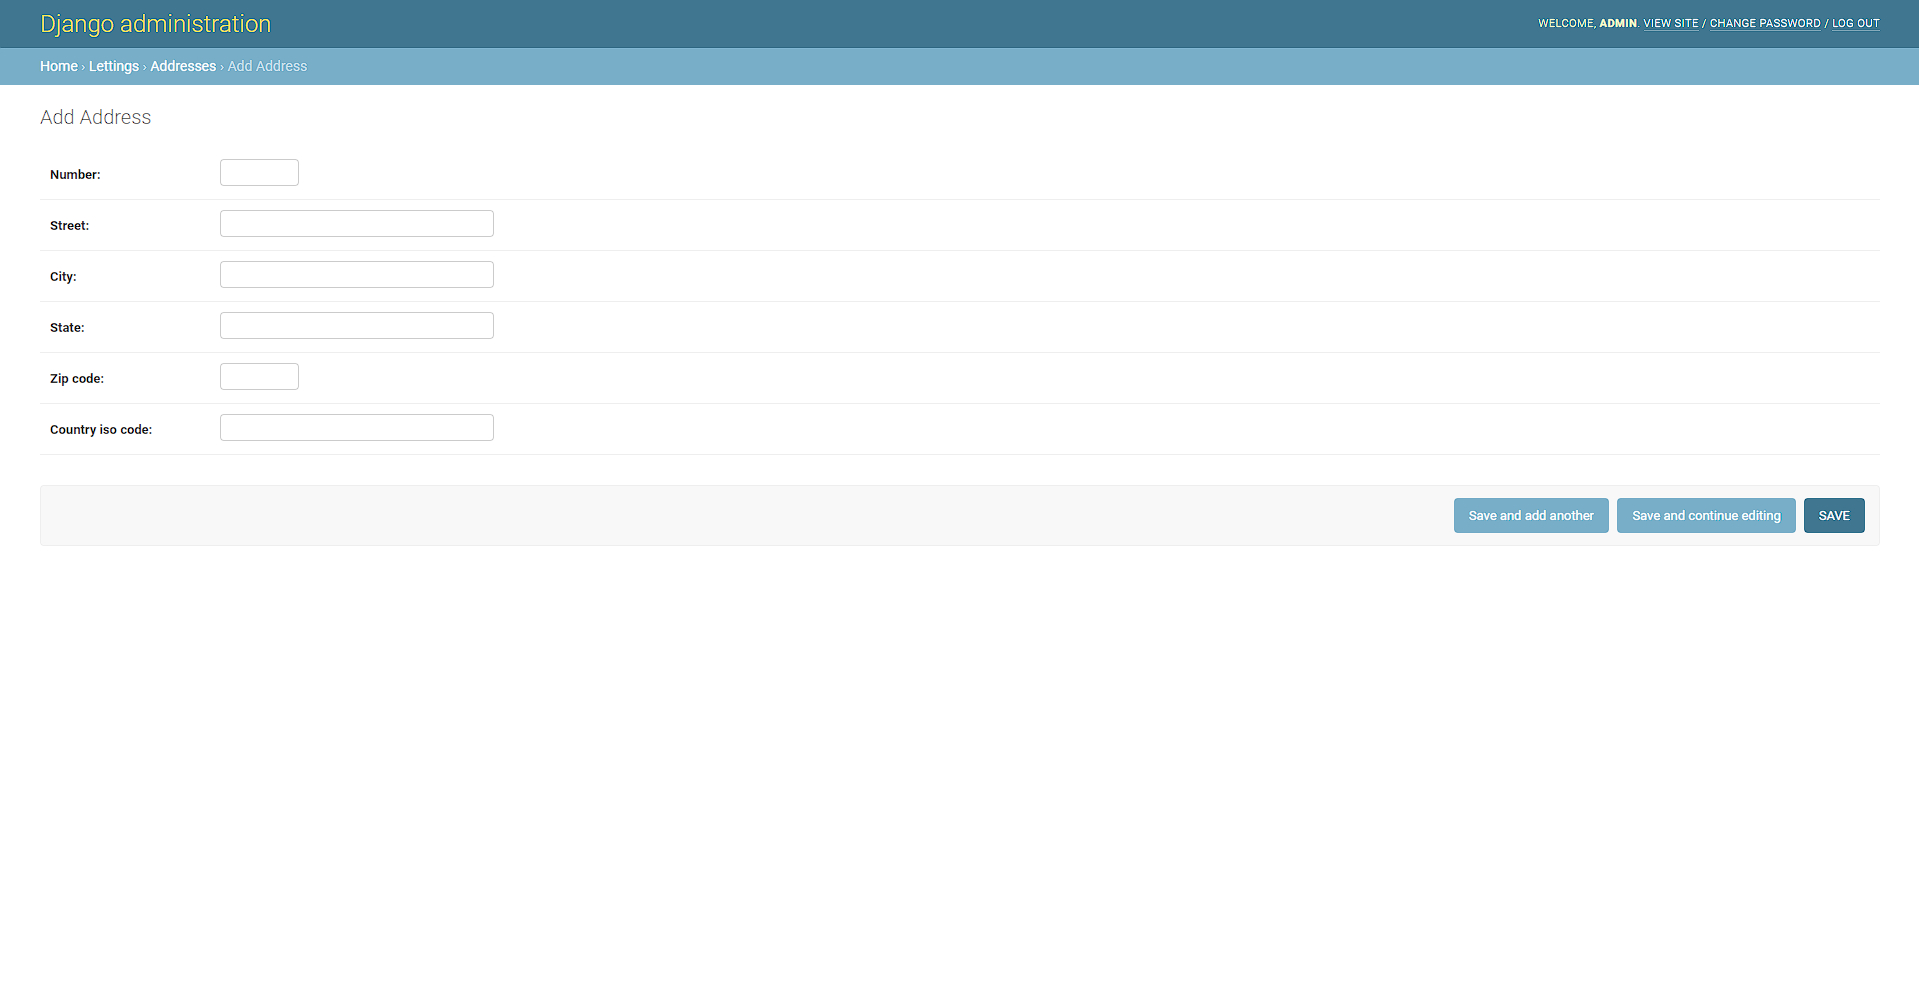 Django administration
WELCOME, ADMIN. VIEW SITE / CHANGE PASSWORD / LOG OUT
Home › Lettings › Addresses › Add Address
Add Address
Number:
Street:
City:
State:
Zip code:
Country iso code:
Save and add another
Save and continue editing
SAVE